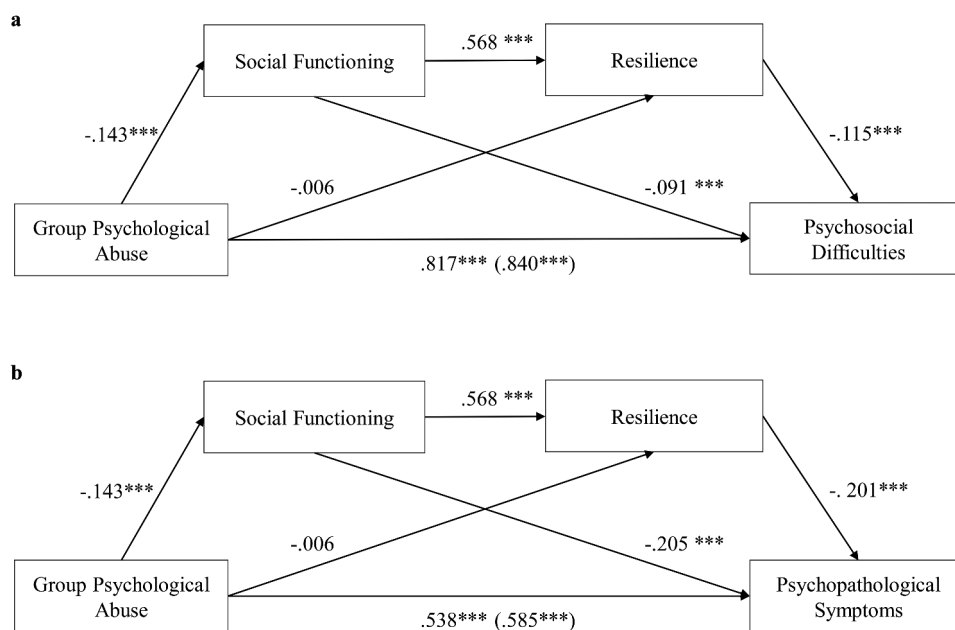 a
.568 ***
Social Functioning
Resilience
-.143***
-.115***
-.006
-.091 ***
Group Psychological
Abuse
Psychosocial
Difficulties
.817*** (.840***)
b
.568 ***
Social Functioning
Resilience
-.143***
-. 201***
-.006
-.205 ***
Group Psychological
Abuse
Psychopathological
Symptoms
.538*** (.585***)